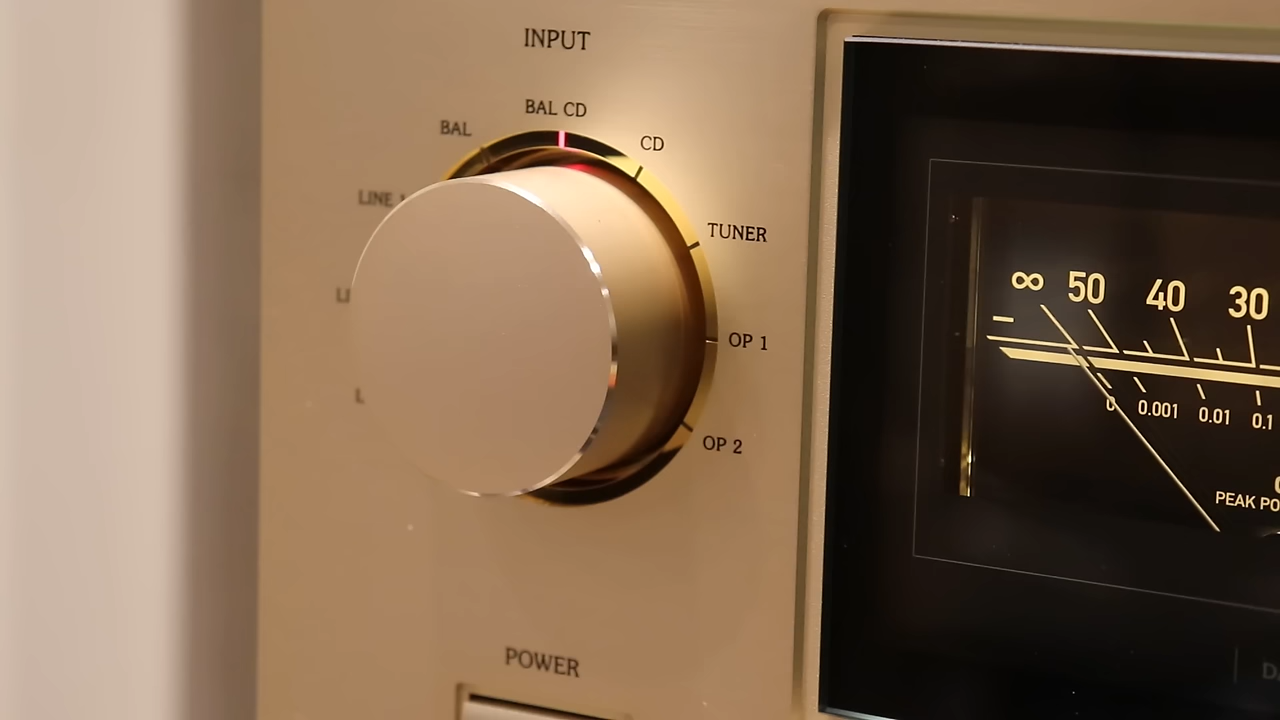 INPUT
BAL CD
BAL
CD
LINE
TUNER
OP 1
OP 2
∞ 50 40 30
−
0 0.001 0.01 0.1
PEAK
POWER